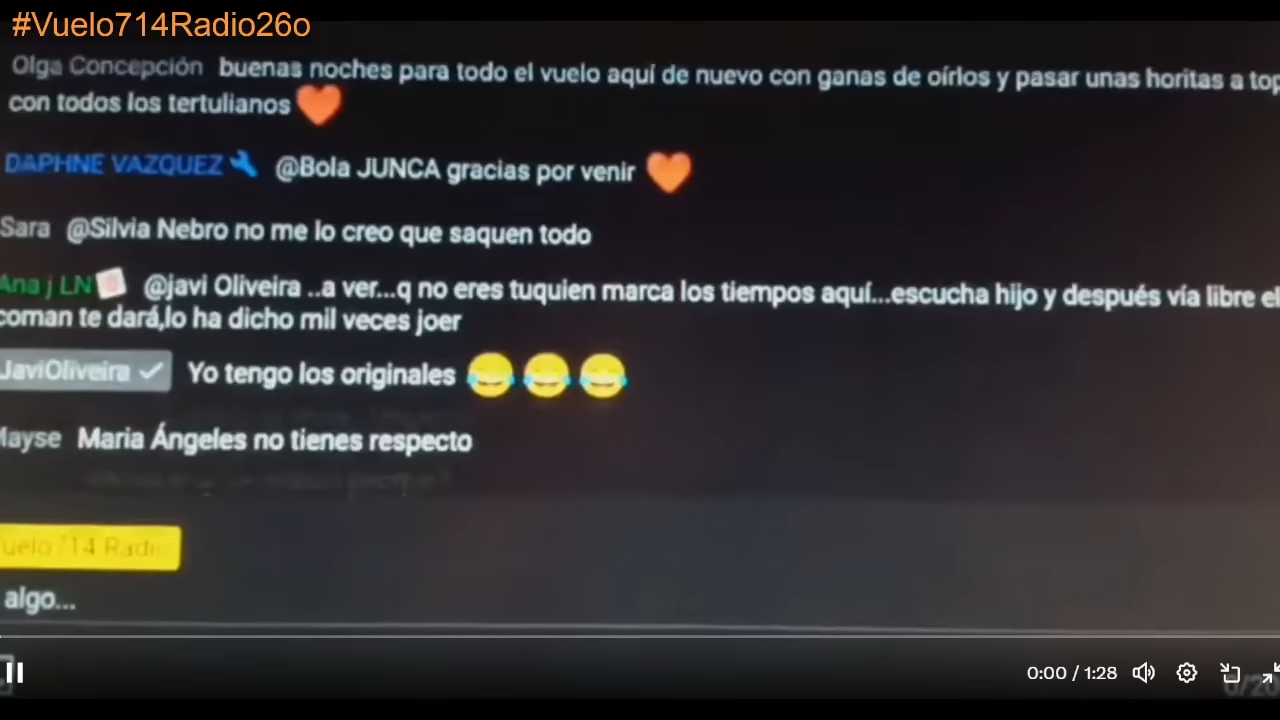 #Vuelo714Radio26o
Olga Concepción buenas noches para todo el vuelo aquí de nuevo con ganas de oírlos y pasar unas horitas a top
con todos los tertulianos
DAPHNE VAZQUEZ @Bola JUNCA gracias por venir
Sara @Silvia Nebro no me lo creo que saquen todo
Ana j LN @javi Oliveira ..a ver...q no eres tuquien marca los tiempos aquí...escucha hijo y después vía libre el
coman te dará,lo ha dicho mil veces joer
JaviOliveira Yo tengo los originales
Mayse Maria Ángeles no tienes respecto
uelo 714 Radio
algo...
0:00 / 1:28